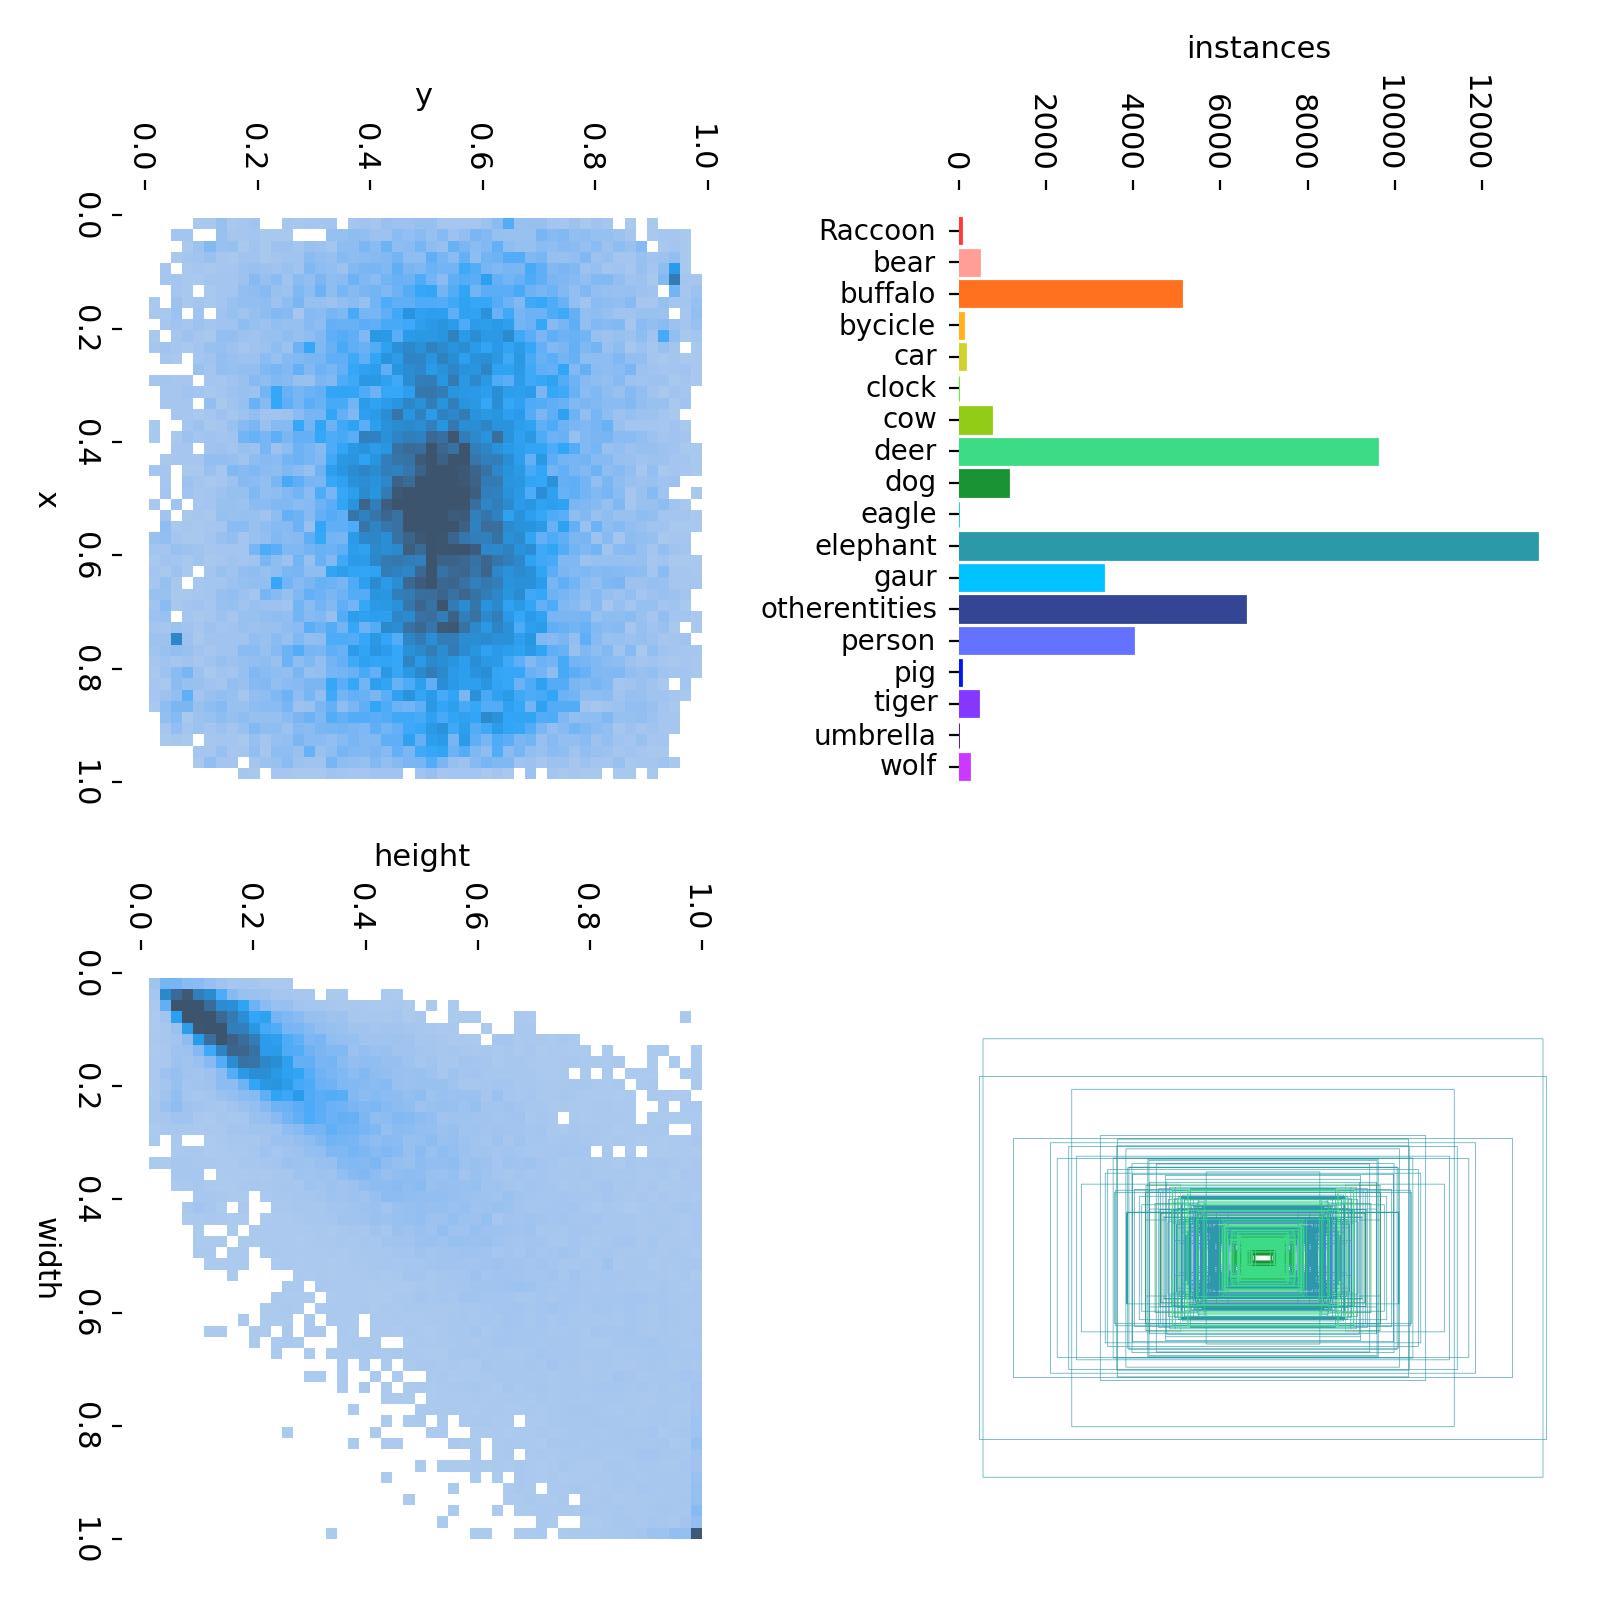 instances
0
2000
4000
6000
8000
10000
12000
Raccoon
bear
buffalo
bycicle
car
clock
cow
deer
dog
eagle
elephant
gaur
otherentities
person
pig
tiger
umbrella
wolf
y
0.0
0.2
0.4
0.6
0.8
1.0
0.0
0.2
0.4
0.6
0.8
1.0
x
height
0.0
0.2
0.4
0.6
0.8
1.0
0.0
0.2
0.4
0.6
0.8
1.0
width